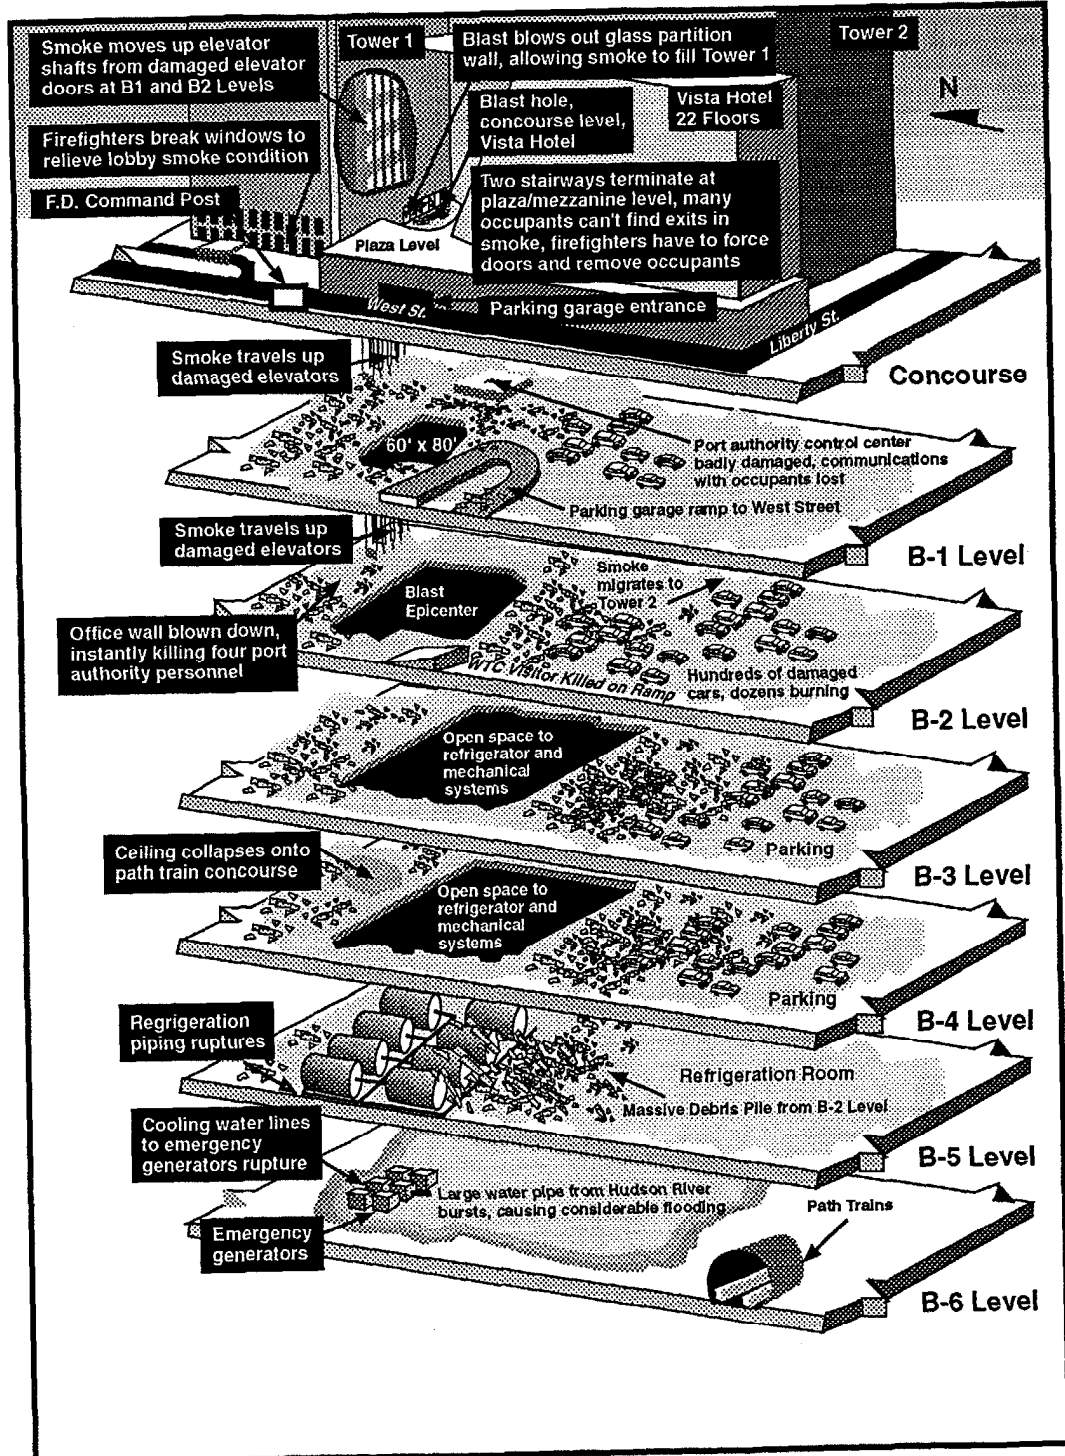 Smoke moves up elevator
shafts from damaged elevator
doors at B1 and B2 Levels
Tower 1
Blast blows out glass partition
wall, allowing smoke to fill Tower 1
Tower 2
N
Blast hole,
concourse level,
Vista Hotel
Vista Hotel
22 Floors
Firefighters break windows to
relieve lobby smoke condition
F.D. Command Post
Two stairways terminate at
plaza/mezzanine level, many
occupants can't find exits in
smoke, firefighters have to force
doors and remove occupants
Plaza Level
West St.
Parking garage entrance
Liberty St.
Concourse
Smoke travels up
damaged elevators
60' x 80'
Port authority control center
badly damaged, communications
with occupants lost
Parking garage ramp to West Street
B-1 Level
Smoke travels up
damaged elevators
Blast
Epicenter
Smoke
migrates to
Tower 2
Office wall blown down,
instantly killing four port
authority personnel
WTC Visitor Killed on Ramp
Hundreds of damaged
cars, dozens burning
B-2 Level
Open space to
refrigerator and
mechanical
systems
Parking
B-3 Level
Ceiling collapses onto
path train concourse
Open space to
refrigerator and
mechanical
systems
Parking
B-4 Level
Regrigeration
piping ruptures
Refrigeration Room
Massive Debris Pile from B-2 Level
B-5 Level
Cooling water lines
to emergency
generators rupture
Large water pipe from Hudson River
bursts, causing considerable flooding
Path Trains
Emergency
generators
B-6 Level